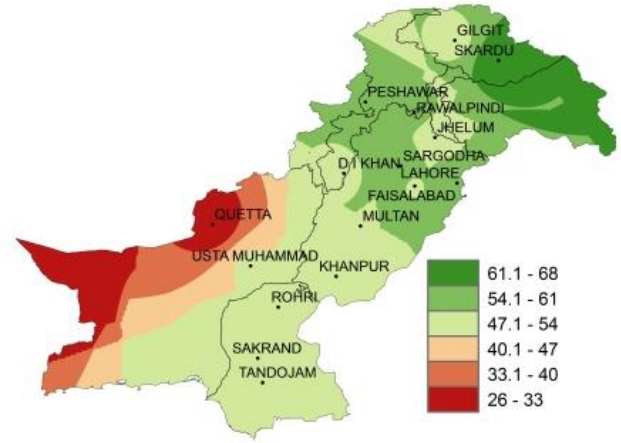 GILGIT
SKARDU
PESHAWAR
RAWALPINDI
JHELUM
D I KHAN
SARGODHA
LAHORE
FAISALABAD
QUETTA
MULTAN
USTA MUHAMMAD
KHANPUR
ROHRI
SAKRAND
TANDOJAM
61.1 - 68
54.1 - 61
47.1 - 54
40.1 - 47
33.1 - 40
26 - 33